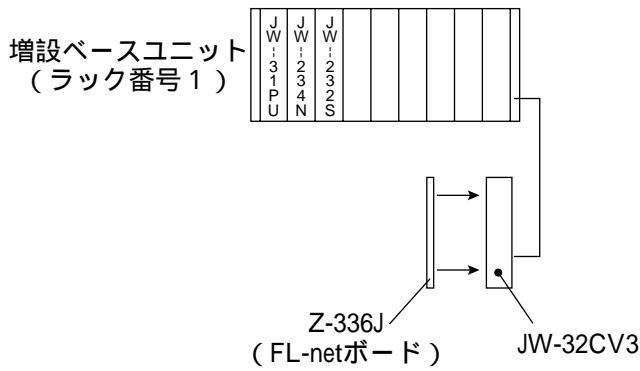 増設ベースユニット
（ラック番号１）
JW-31PU
JW-234N
JW-232S
Z-336J
（FL-netボード）
JW-32CV3